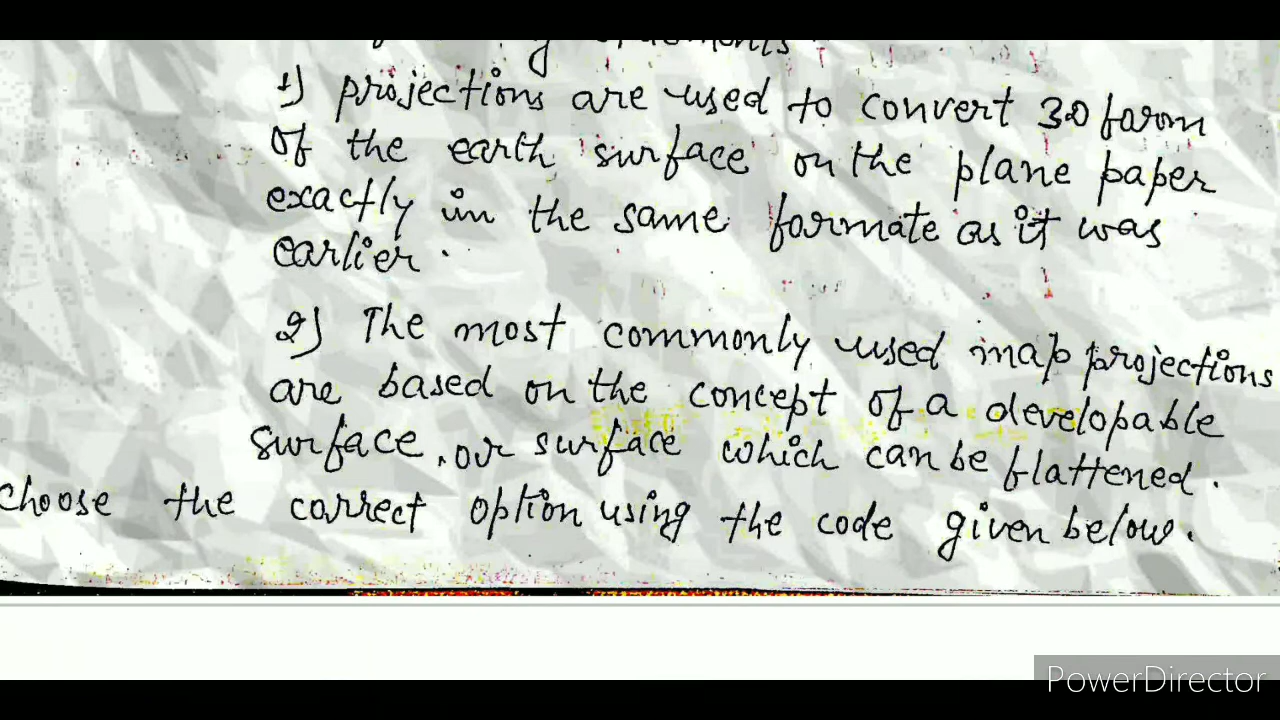 1) projections are used to convert 3D form
Of the earth surface on the plane paper
exactly in the same formate as it was
earlier.
2) The most commonly used map projections
are based on the concept of a developable
surface, or surface which can be flattened.
choose the correct option using the code given below.
PowerDirector